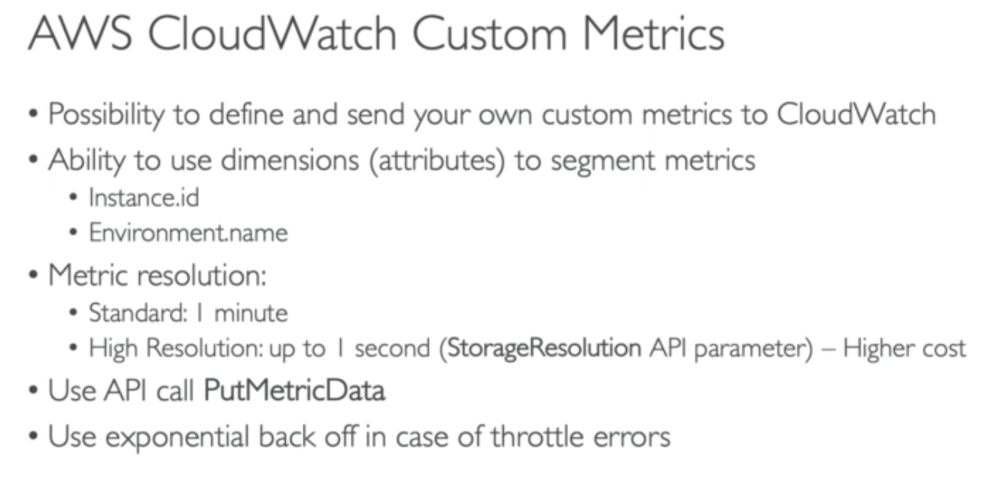 AWS CloudWatch Custom Metrics
• Possibility to define and send your own custom metrics to CloudWatch
• Ability to use dimensions (attributes) to segment metrics
• Instance.id
• Environment.name
• Metric resolution:
• Standard: 1 minute
• High Resolution: up to 1 second (StorageResolution API parameter) – Higher cost
• Use API call PutMetricData
• Use exponential back off in case of throttle errors